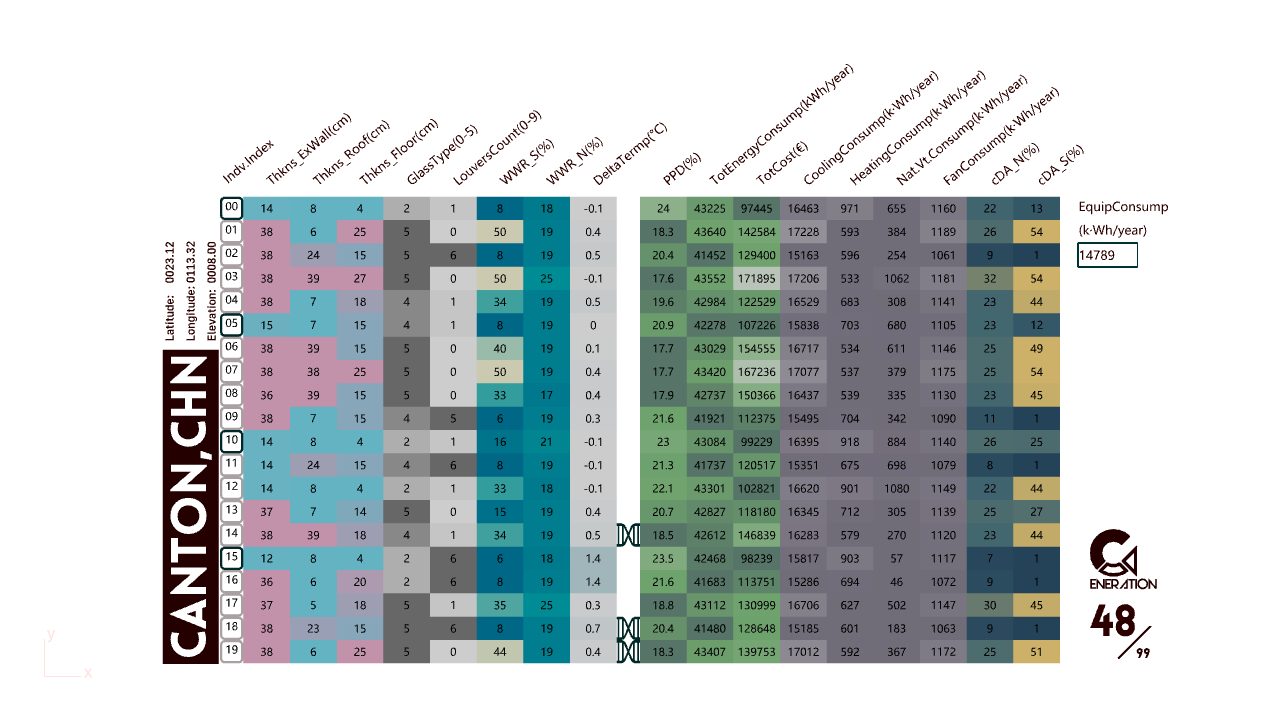 Indv.Index Thkns_ExWall(cm) Thkns_Roof(cm) Thkns_Floor(cm) GlassType(0-5) LouversCount(0-9) WWR_S(%) WWR_N(%) DeltaTermp(°C) PPD(%) TotEnergyConsump(kWh/year) TotCost(€) CoolingConsump(k·Wh/year) HeatingConsump(k·Wh/year) Nat.Vt.Consump(k·Wh/year) FanConsump(k·Wh/year) cDA_N(%) cDA_S(%)
00 14 8 4 2 1 8 18 -0.1 24 43225 97445 16463 971 655 1160 22 13
01 38 6 25 5 0 50 19 0.4 18.3 43640 142584 17228 593 384 1189 26 54
02 38 24 15 5 6 8 19 0.5 20.4 41452 129400 15163 596 254 1061 9 1
03 38 39 27 5 0 50 25 -0.1 17.6 43552 171895 17206 533 1062 1181 32 54
04 38 7 18 4 1 34 19 0.5 19.6 42984 122529 16529 683 308 1141 23 44
05 15 7 15 4 1 8 19 0 20.9 42278 107226 15838 703 680 1105 23 12
06 38 39 15 5 0 40 19 0.1 17.7 43029 154555 16717 534 611 1146 25 49
07 38 38 25 5 0 50 19 0.4 17.7 43420 167236 17077 537 379 1175 25 54
08 36 39 15 5 0 33 17 0.4 17.9 42737 150366 16437 539 335 1130 23 45
09 38 7 15 4 5 6 19 0.3 21.6 41921 112375 15495 704 342 1090 11 1
10 14 8 4 2 1 16 21 -0.1 23 43084 99229 16395 918 884 1140 26 25
11 14 24 15 4 6 8 19 -0.1 21.3 41737 120517 15351 675 698 1079 8 1
12 14 8 4 2 1 33 18 -0.1 22.1 43301 102821 16620 901 1080 1149 22 44
13 37 7 14 5 0 15 19 0.4 20.7 42827 118180 16345 712 305 1139 25 27
14 38 39 18 4 1 34 19 0.5 18.5 42612 146839 16283 579 270 1120 23 44
15 12 8 4 2 6 6 18 1.4 23.5 42468 98239 15817 903 57 1117 7 1
16 36 6 20 2 6 8 19 1.4 21.6 41683 113751 15286 694 46 1072 9 1
17 37 5 18 5 1 35 25 0.3 18.8 43112 130999 16706 627 502 1147 30 45
18 38 23 15 6 8 19 0.7 20.4 41480 128648 15185 601 183 1063 9 1
19 38 6 25 5 0 44 19 0.4 18.3 43407 139753 17012 592 367 1172 25 51
EquipConsump
(k·Wh/year)
14789
Latitude: 0023.12
Longitude: 0113.32
Elevation: 0008.00
CANTON,CHN
ENERATION
48/99
y
x